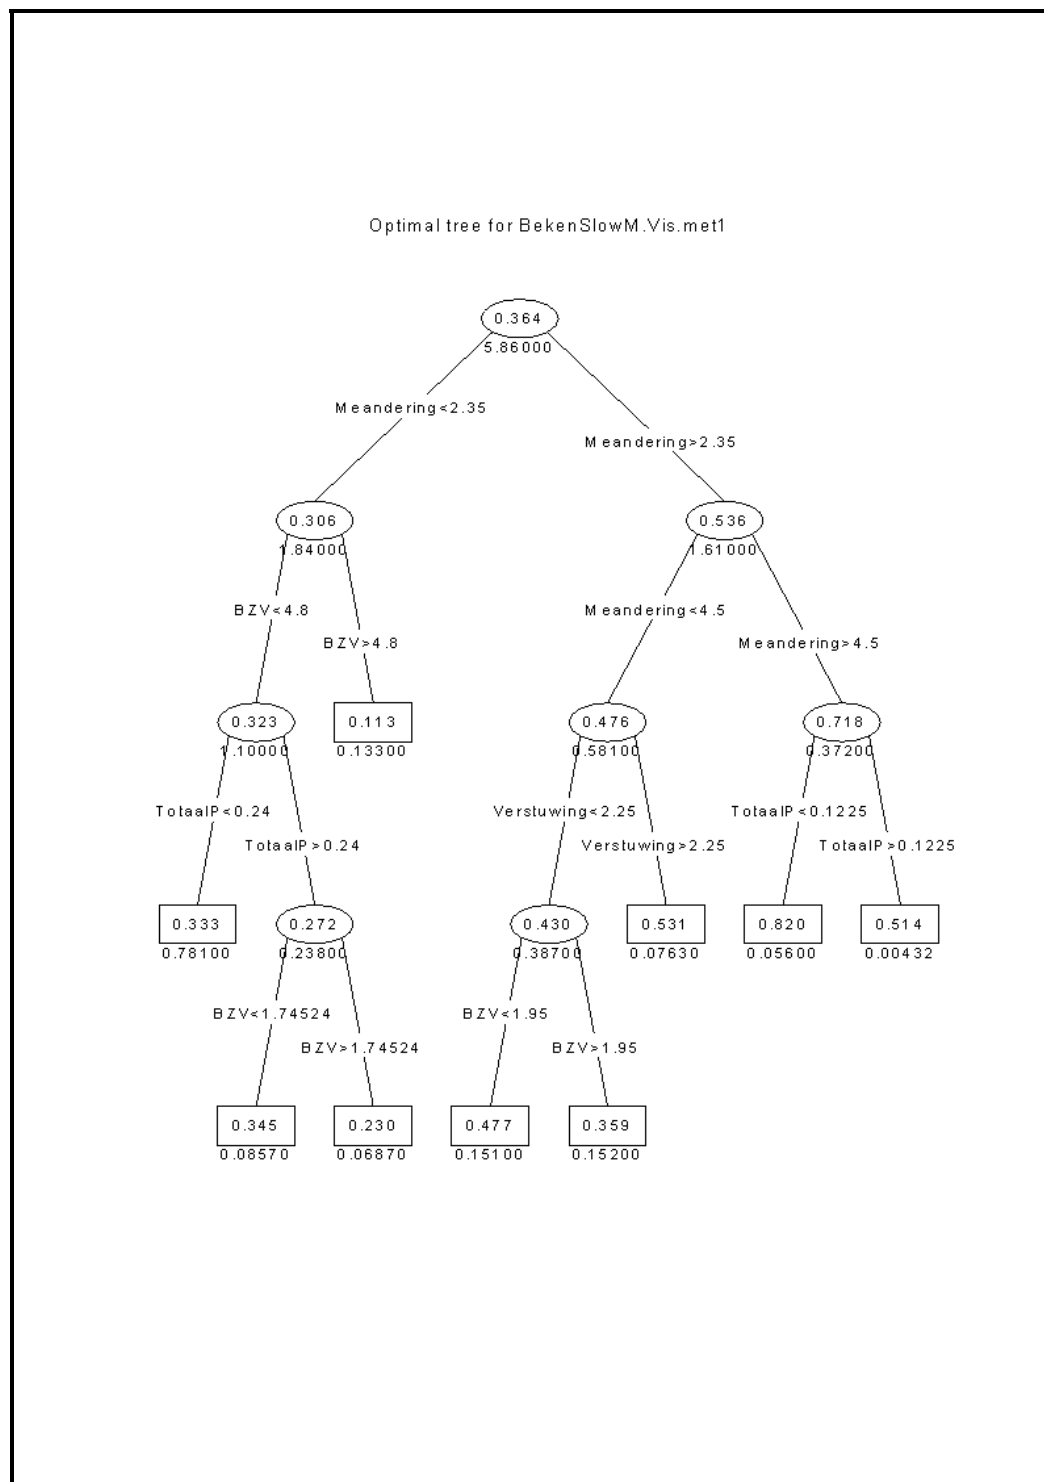 Optimal tree for BekenSlowM.Vis.met1
0.364
5.86000
Meandering<2.35
Meandering>2.35
0.306
1.84000
0.536
1.61000
BZV<4.8
BZV>4.8
Meandering<4.5
Meandering>4.5
0.323
1.10000
0.113
0.13300
0.476
0.58100
0.718
0.37200
TotaalP<0.24
TotaalP>0.24
Verstuwing<2.25
Verstuwing>2.25
TotaalP<0.1225
TotaalP>0.1225
0.333
0.78100
0.272
0.23800
0.430
0.38700
0.531
0.07630
0.820
0.05600
0.514
0.00432
BZV<1.74524
BZV>1.74524
BZV<1.95
BZV>1.95
0.345
0.08570
0.230
0.06870
0.477
0.15100
0.359
0.15200